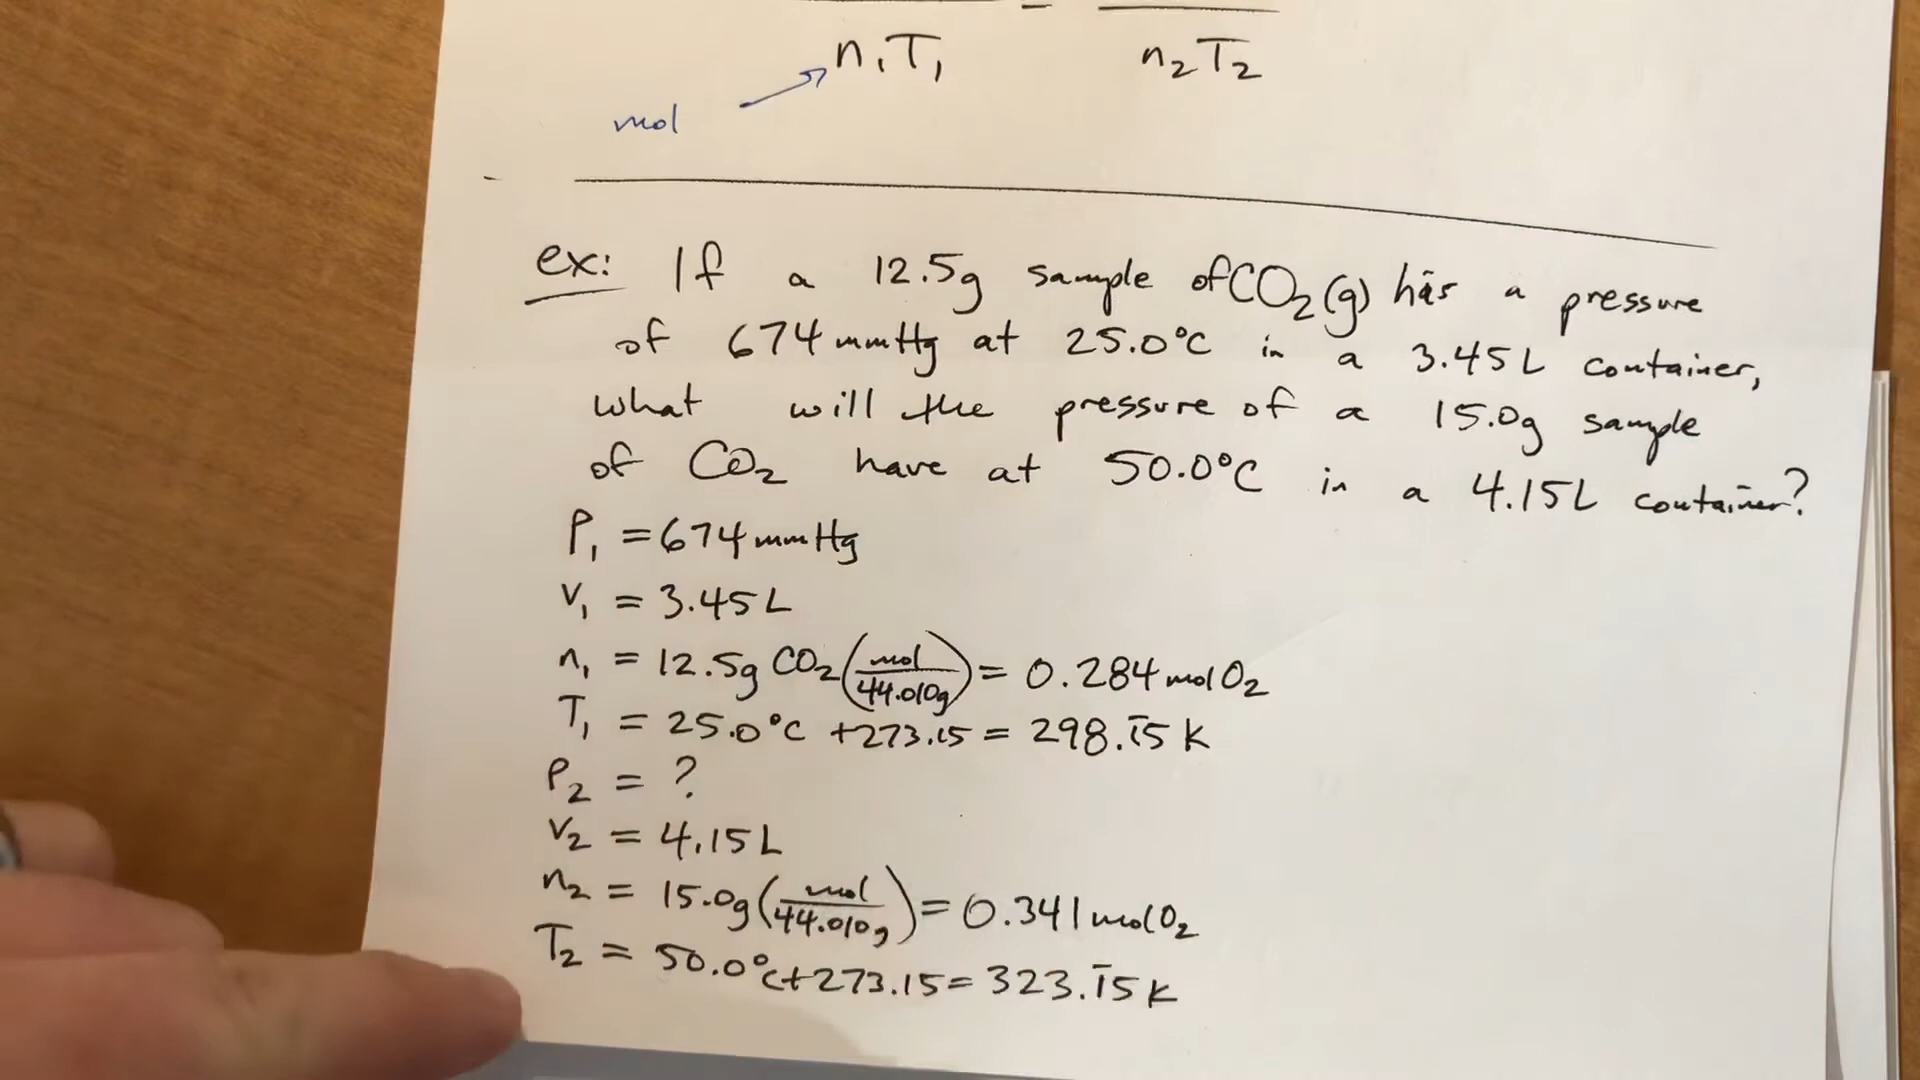 n₁T₁ = n₂T₂
mol
ex: If a 12.5g sample of CO₂(g) has a pressure
of 674 mmHg at 25.0°C in a 3.45L container,
what will the pressure of a 15.0g sample
of CO₂ have at 50.0°C in a 4.15L container?
P₁ = 674 mmHg
V₁ = 3.45L
n₁ = 12.5g CO₂(mol/44.010g) = 0.284 mol O₂
T₁ = 25.0°C +273.15 = 298.15 K
P₂ = ?
V₂ = 4.15L
n₂ = 15.0g(mol/44.010g) = 0.341 mol O₂
T₂ = 50.0°C+273.15= 323.15 K